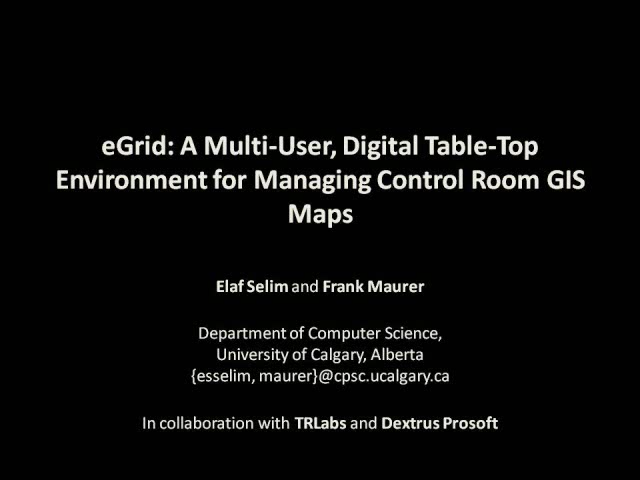 eGrid: A Multi-User, Digital Table-Top
Environment for Managing Control Room GIS
Maps
Elaf Selim and Frank Maurer
Department of Computer Science,
University of Calgary, Alberta
{esselim, maurer}@cpsc.ucalgary.ca
In collaboration with TRLabs and Dextrus Prosoft